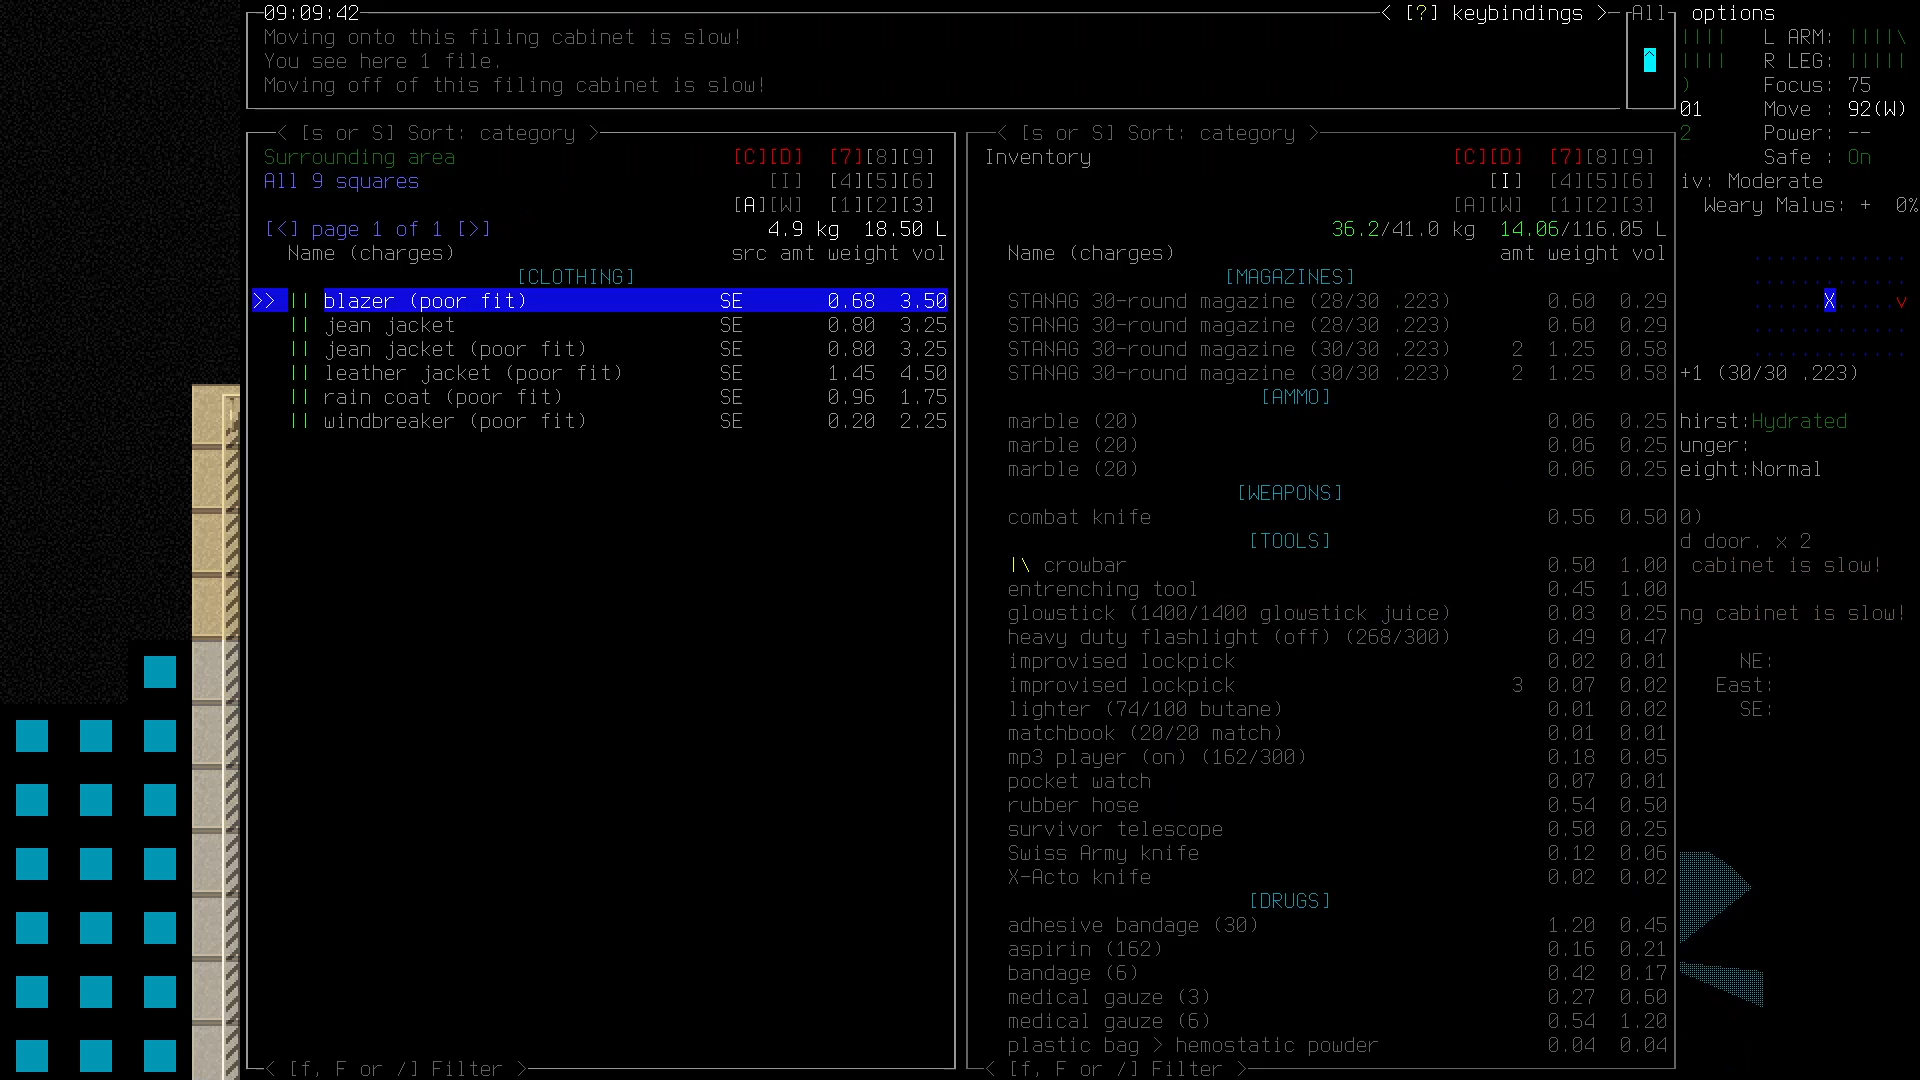 09:09:42 < [?] keybindings > All options
Moving onto this filing cabinet is slow!
You see here 1 file.
Moving off of this filing cabinet is slow!
^
|||| L ARM: ||||\
|||| R LEG: |||||
) Focus: 75
01 Move : 92(W)
2 Power: --
Safe : On
iv: Moderate
Weary Malus: + 0%
< [s or S] Sort: category >
Surrounding area [C][D] [7][8][9]
All 9 squares [I] [4][5][6]
[A][W] [1][2][3]
[<] page 1 of 1 [>] 4.9 kg 18.50 L
Name (charges) src amt weight vol
[CLOTHING]
>> || blazer (poor fit) SE 0.68 3.50
|| jean jacket SE 0.80 3.25
|| jean jacket (poor fit) SE 0.80 3.25
|| leather jacket (poor fit) SE 1.45 4.50
|| rain coat (poor fit) SE 0.96 1.75
|| windbreaker (poor fit) SE 0.20 2.25
< [f, F or /] Filter >
< [s or S] Sort: category >
Inventory [C][D] [7][8][9]
[I] [4][5][6]
[A][W] [1][2][3]
36.2/41.0 kg 14.06/116.05 L
Name (charges) amt weight vol
[MAGAZINES]
STANAG 30-round magazine (28/30 .223) 0.60 0.29
STANAG 30-round magazine (28/30 .223) 0.60 0.29
STANAG 30-round magazine (30/30 .223) 2 1.25 0.58
STANAG 30-round magazine (30/30 .223) 2 1.25 0.58
[AMMO]
marble (20) 0.06 0.25
marble (20) 0.06 0.25
marble (20) 0.06 0.25
[WEAPONS]
combat knife 0.56 0.50
[TOOLS]
|\ crowbar 0.50 1.00
entrenching tool 0.45 1.00
glowstick (1400/1400 glowstick juice) 0.03 0.25
heavy duty flashlight (off) (268/300) 0.49 0.47
improvised lockpick 0.02 0.01
improvised lockpick 3 0.07 0.02
lighter (74/100 butane) 0.01 0.02
matchbook (20/20 match) 0.01 0.01
mp3 player (on) (162/300) 0.18 0.05
pocket watch 0.07 0.01
rubber hose 0.54 0.50
survivor telescope 0.50 0.25
Swiss Army knife 0.12 0.06
X-Acto knife 0.02 0.02
[DRUGS]
adhesive bandage (30) 1.20 0.45
aspirin (162) 0.16 0.21
bandage (6) 0.42 0.17
medical gauze (3) 0.27 0.60
medical gauze (6) 0.54 1.20
plastic bag > hemostatic powder 0.04 0.04
< [f, F or /] Filter >
X v
+1 (30/30 .223)
hirst:Hydrated
unger:
eight:Normal
0)
d door. x 2
cabinet is slow!
ng cabinet is slow!
NE:
East:
SE: